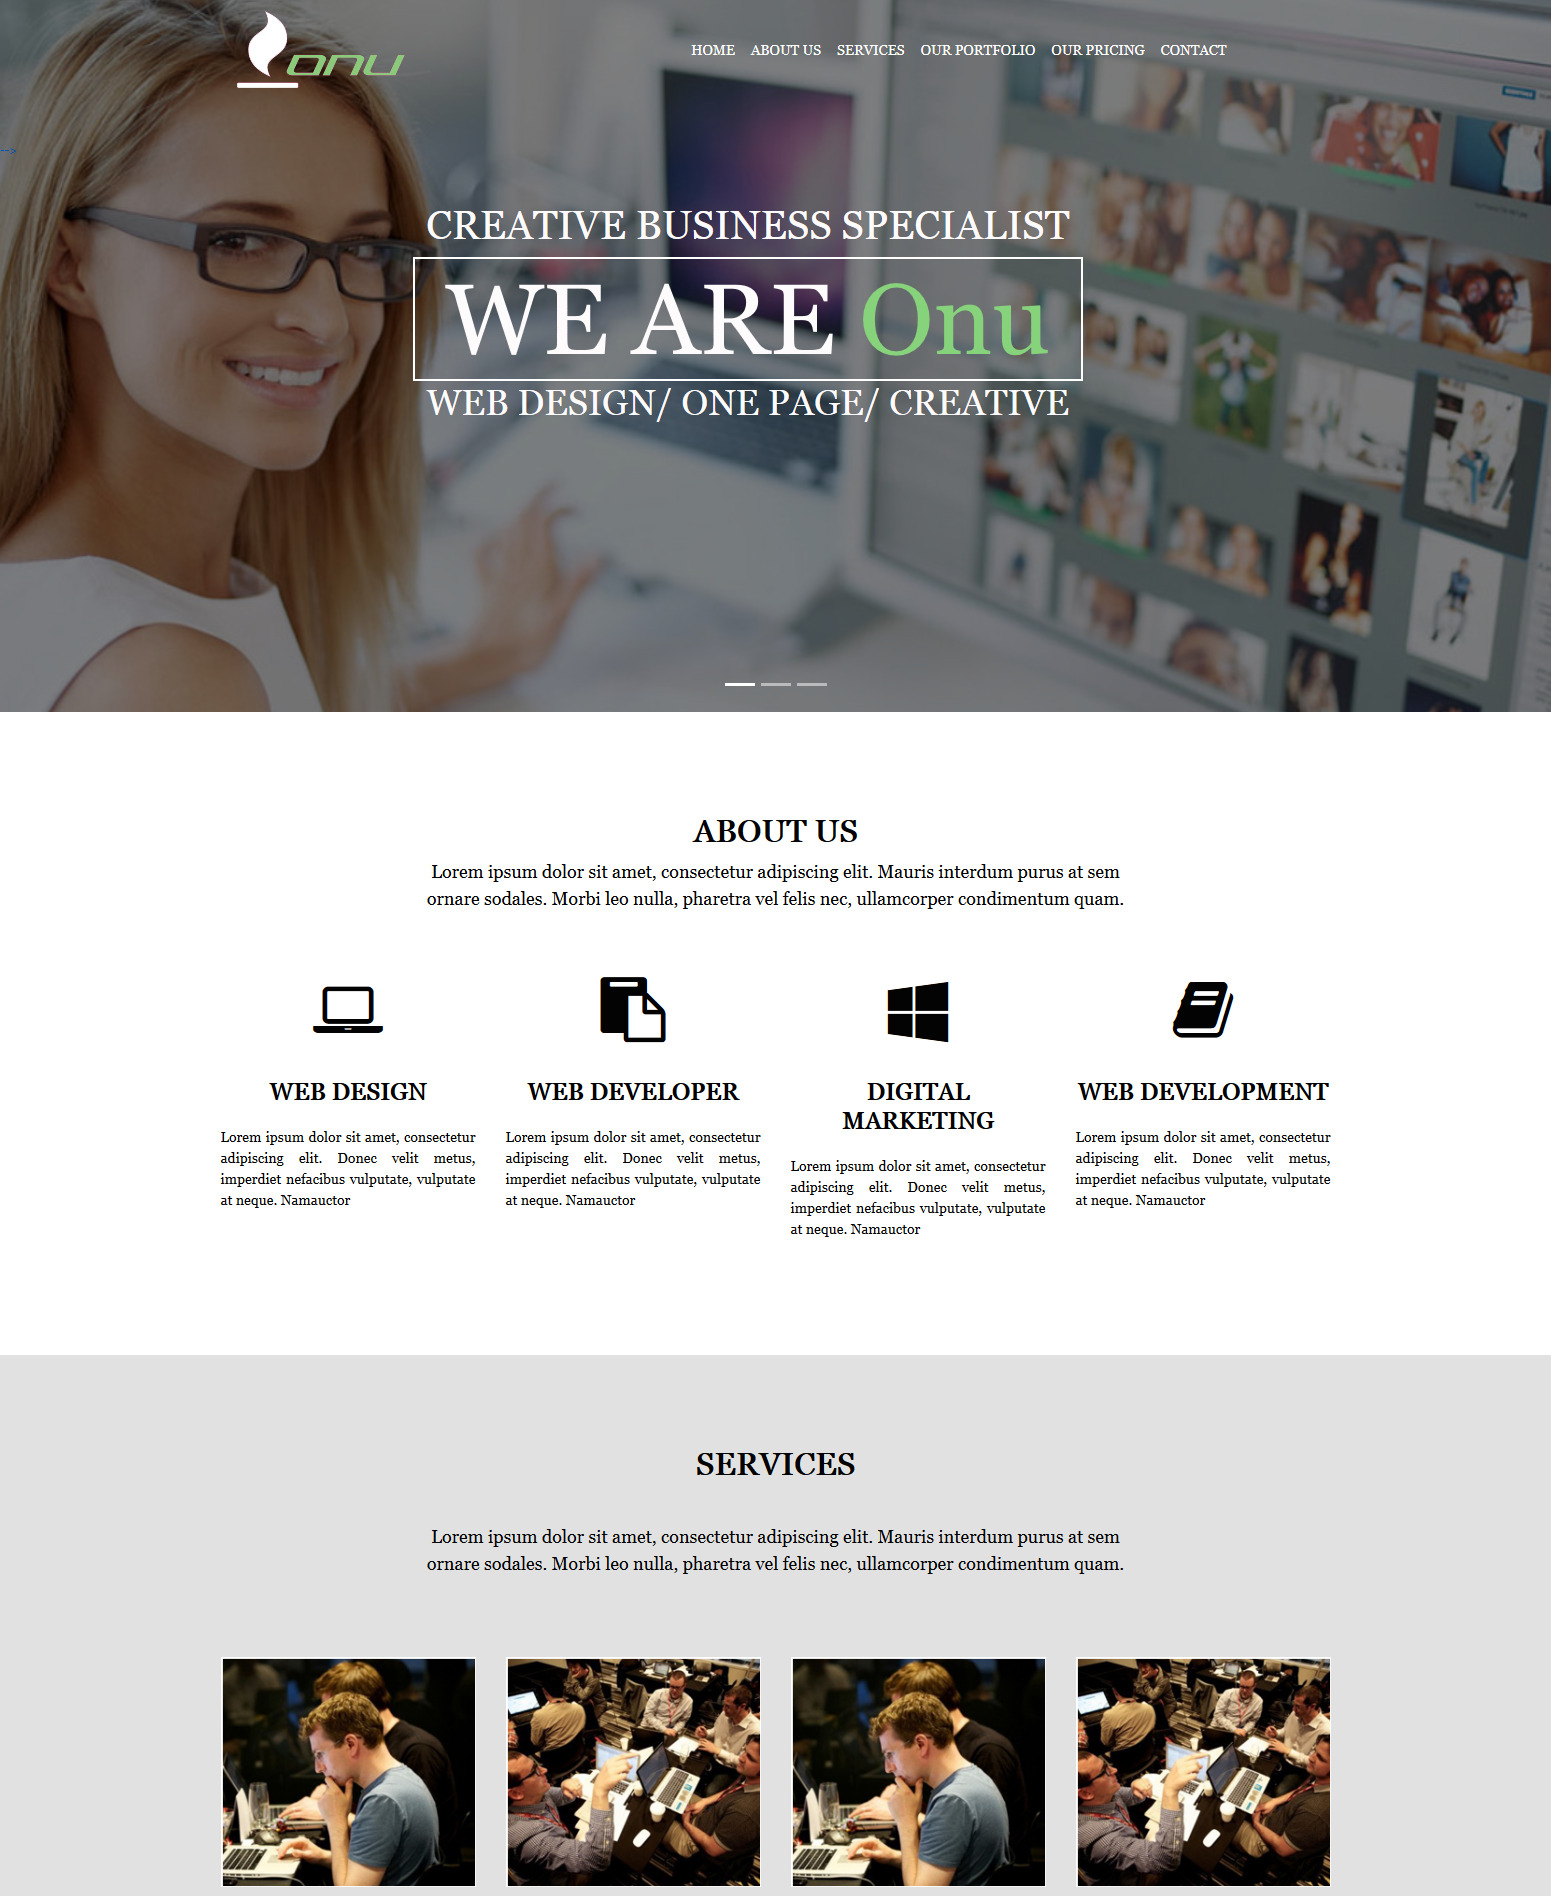 onu
HOME ABOUT US SERVICES OUR PORTFOLIO OUR PRICING CONTACT
-->
CREATIVE BUSINESS SPECIALIST
WE ARE Onu
WEB DESIGN/ ONE PAGE/ CREATIVE
ABOUT US
Lorem ipsum dolor sit amet, consectetur adipiscing elit. Mauris interdum purus at sem
ornare sodales. Morbi leo nulla, pharetra vel felis nec, ullamcorper condimentum quam.
WEB DESIGN
Lorem ipsum dolor sit amet, consectetur
adipiscing elit. Donec velit metus,
imperdiet nefacibus vulputate, vulputate
at neque. Namauctor
WEB DEVELOPER
Lorem ipsum dolor sit amet, consectetur
adipiscing elit. Donec velit metus,
imperdiet nefacibus vulputate, vulputate
at neque. Namauctor
DIGITAL
MARKETING
Lorem ipsum dolor sit amet, consectetur
adipiscing elit. Donec velit metus,
imperdiet nefacibus vulputate, vulputate
at neque. Namauctor
WEB DEVELOPMENT
Lorem ipsum dolor sit amet, consectetur
adipiscing elit. Donec velit metus,
imperdiet nefacibus vulputate, vulputate
at neque. Namauctor
SERVICES
Lorem ipsum dolor sit amet, consectetur adipiscing elit. Mauris interdum purus at sem
ornare sodales. Morbi leo nulla, pharetra vel felis nec, ullamcorper condimentum quam.